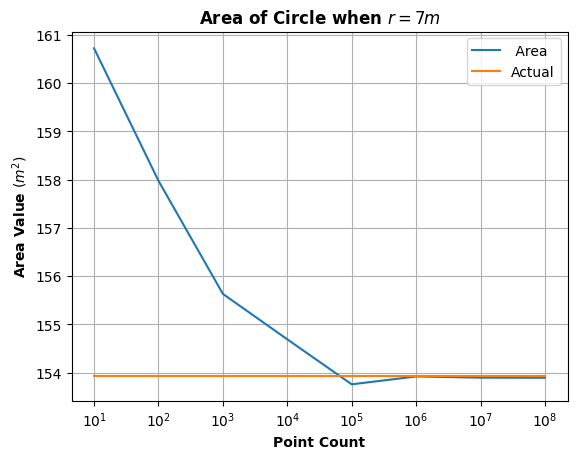 Area of Circle when r = 7m
161
160
159
158
157
156
155
154
Area Value (m²)
Area
Actual
10¹ 10² 10³ 10⁴ 10⁵ 10⁶ 10⁷ 10⁸
Point Count